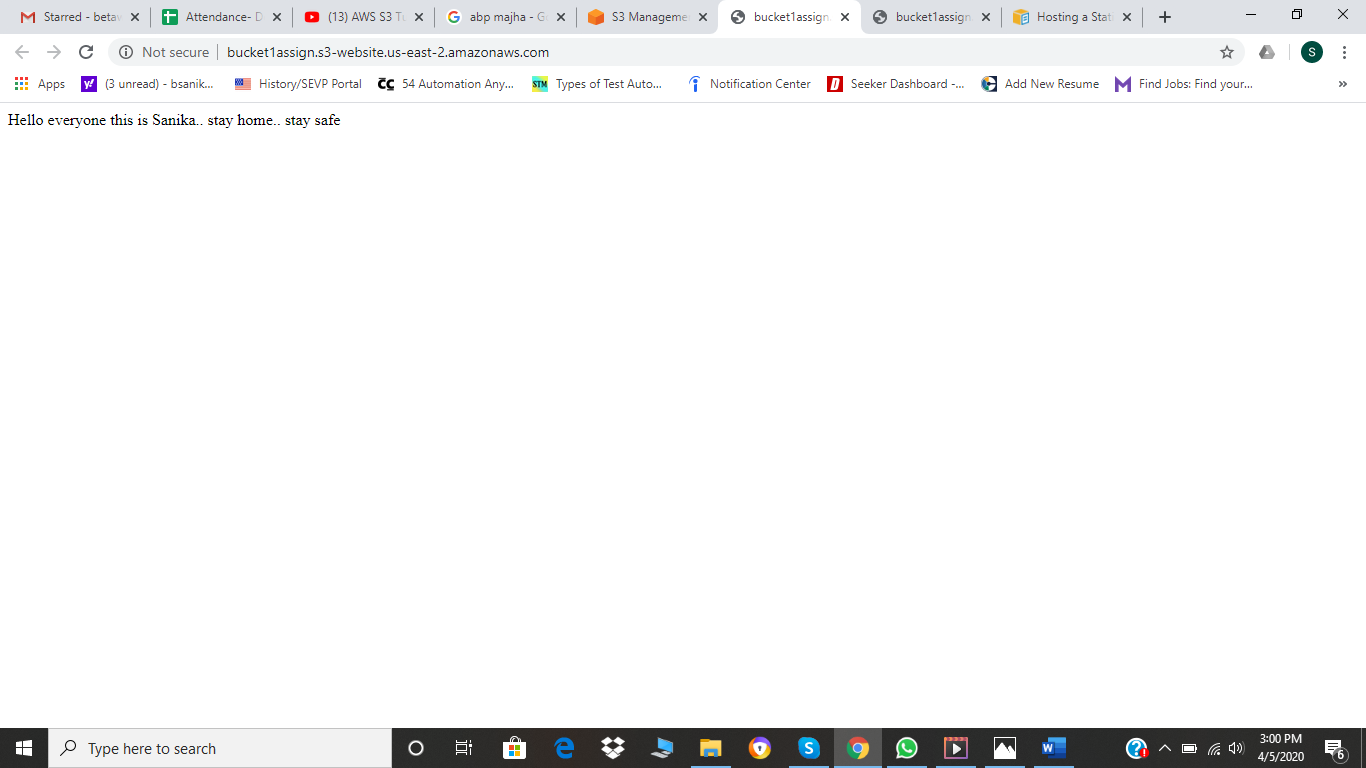 Starred - betaw
Attendance- D
(13) AWS S3 Tu
abp majha - G
S3 Manageme
bucket1assign.
bucket1assign.
Hosting a Stati
Not secure | bucket1assign.s3-website.us-east-2.amazonaws.com
S
Apps
(3 unread) - bsanik...
History/SEVP Portal
54 Automation Any...
STM Types of Test Auto...
Notification Center
Seeker Dashboard -...
Add New Resume
Find Jobs: Find your...
»
Hello everyone this is Sanika.. stay home.. stay safe
Type here to search
3:00 PM
4/5/2020
6